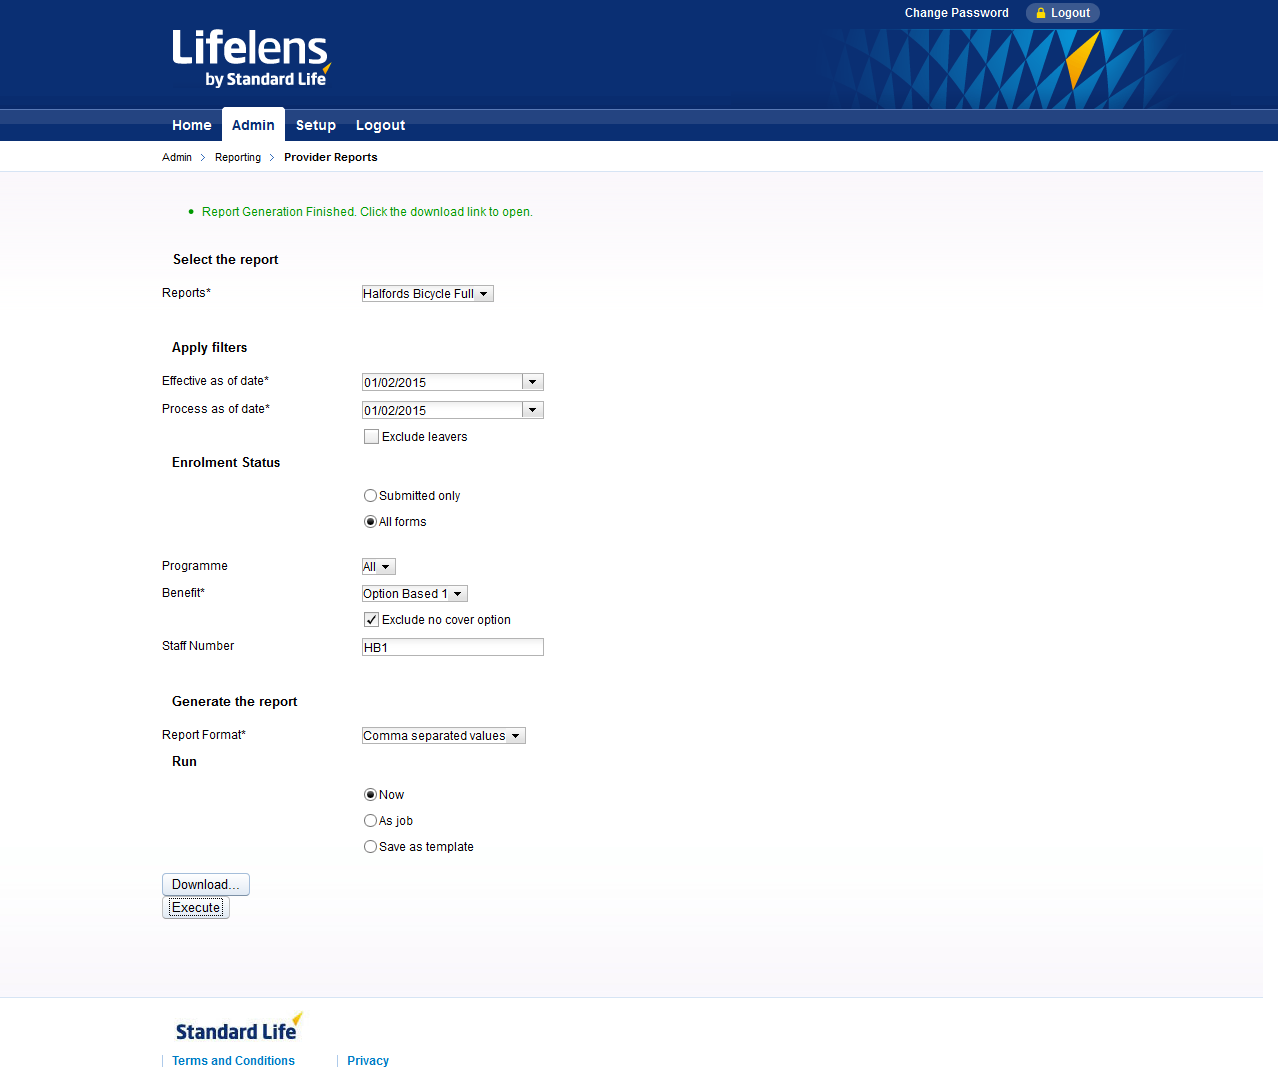 Change Password
Logout
Lifelens
by Standard Life
Home Admin Setup Logout
Admin > Reporting > Provider Reports
• Report Generation Finished. Click the download link to open.
Select the report
Reports* Halfords Bicycle Full
Apply filters
Effective as of date* 01/02/2015
Process as of date* 01/02/2015
Exclude leavers
Enrolment Status
Submitted only
All forms
Programme All
Benefit* Option Based 1
Exclude no cover option
Staff Number HB1
Generate the report
Report Format* Comma separated values
Run
Now
As job
Save as template
Download...
Execute
Standard Life
Terms and Conditions Privacy